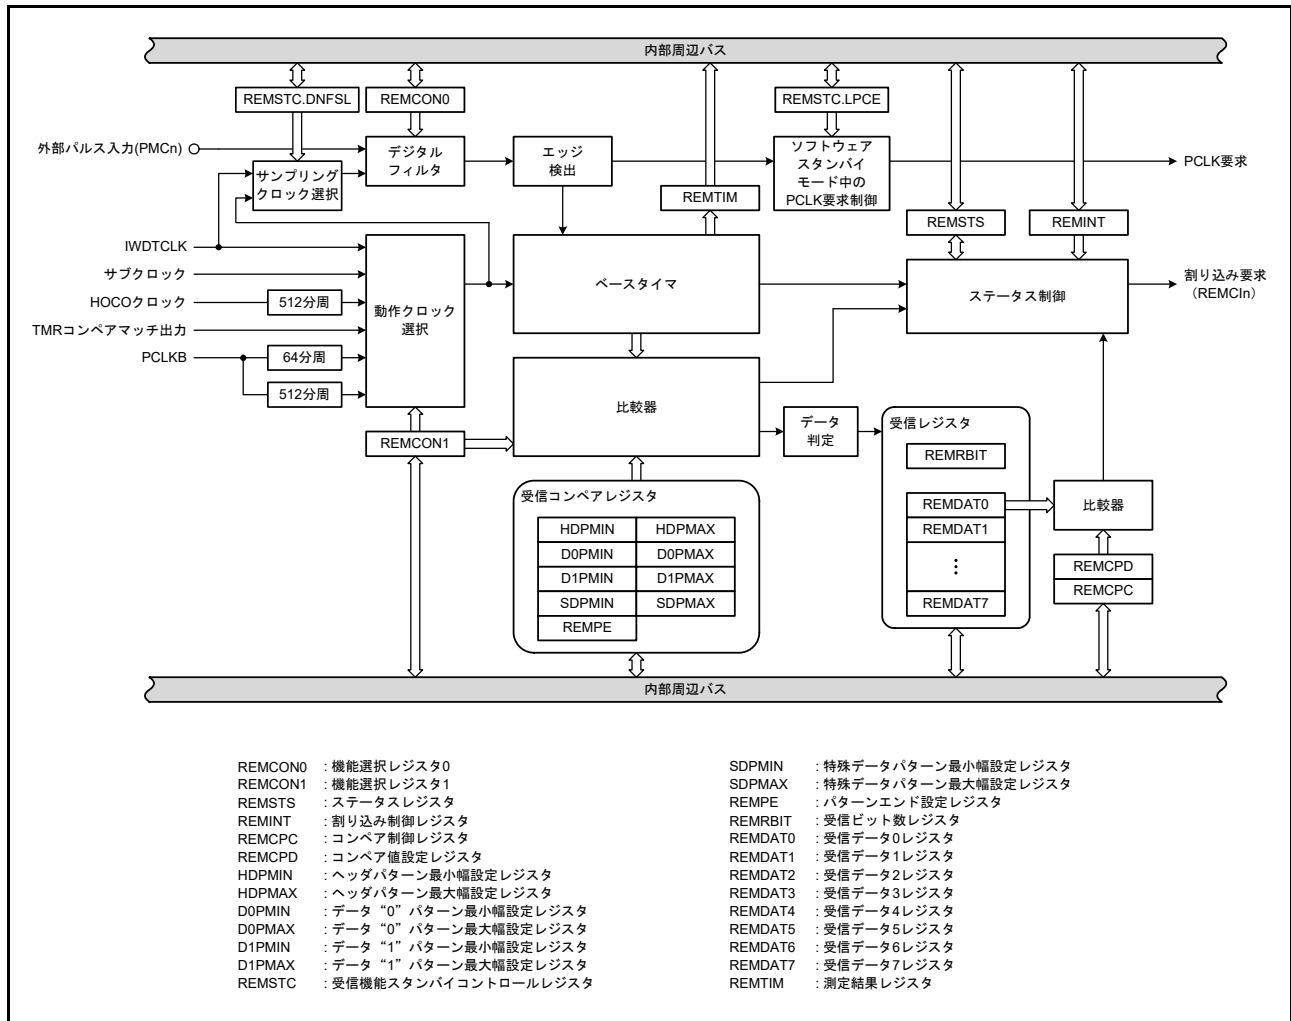 内部周辺バス
REMSTC.DNFSL
REMCON0
REMSTC.LPCE
外部パルス入力(PMCn)
サンプリング
クロック選択
デジタル
フィルタ
エッジ
検出
ソフトウェア
スタンバイ
モード中の
PCLK要求制御
PCLK要求
REMTIM
REMSTS
REMINT
IWDTCLK
サブクロック
HOCOクロック
512分周
TMRコンペアマッチ出力
PCLKB
64分周
512分周
動作クロック
選択
ベースタイマ
ステータス制御
割り込み要求
(REMCIn)
REMCON1
比較器
データ
判定
受信レジスタ
REMRBIT
REMDAT0
REMDAT1
⋮
REMDAT7
比較器
REMCPD
REMCPC
受信コンペアレジスタ
HDPMIN HDPMAX
D0PMIN D0PMAX
D1PMIN D1PMAX
SDPMIN SDPMAX
REMPE
内部周辺バス
REMCON0 : 機能選択レジスタ0
REMCON1 : 機能選択レジスタ1
REMSTS : ステータスレジスタ
REMINT : 割り込み制御レジスタ
REMCPC : コンペア制御レジスタ
REMCPD : コンペア値設定レジスタ
HDPMIN : ヘッダパターン最小幅設定レジスタ
HDPMAX : ヘッダパターン最大幅設定レジスタ
D0PMIN : データ“0”パターン最小幅設定レジスタ
D0PMAX : データ“0”パターン最大幅設定レジスタ
D1PMIN : データ“1”パターン最小幅設定レジスタ
D1PMAX : データ“1”パターン最大幅設定レジスタ
REMSTC : 受信機能スタンバイコントロールレジスタ
SDPMIN : 特殊データパターン最小幅設定レジスタ
SDPMAX : 特殊データパターン最大幅設定レジスタ
REMPE : パターンエンド設定レジスタ
REMRBIT : 受信ビット数レジスタ
REMDAT0 : 受信データ0レジスタ
REMDAT1 : 受信データ1レジスタ
REMDAT2 : 受信データ2レジスタ
REMDAT3 : 受信データ3レジスタ
REMDAT4 : 受信データ4レジスタ
REMDAT5 : 受信データ5レジスタ
REMDAT6 : 受信データ6レジスタ
REMDAT7 : 受信データ7レジスタ
REMTIM : 測定結果レジスタ